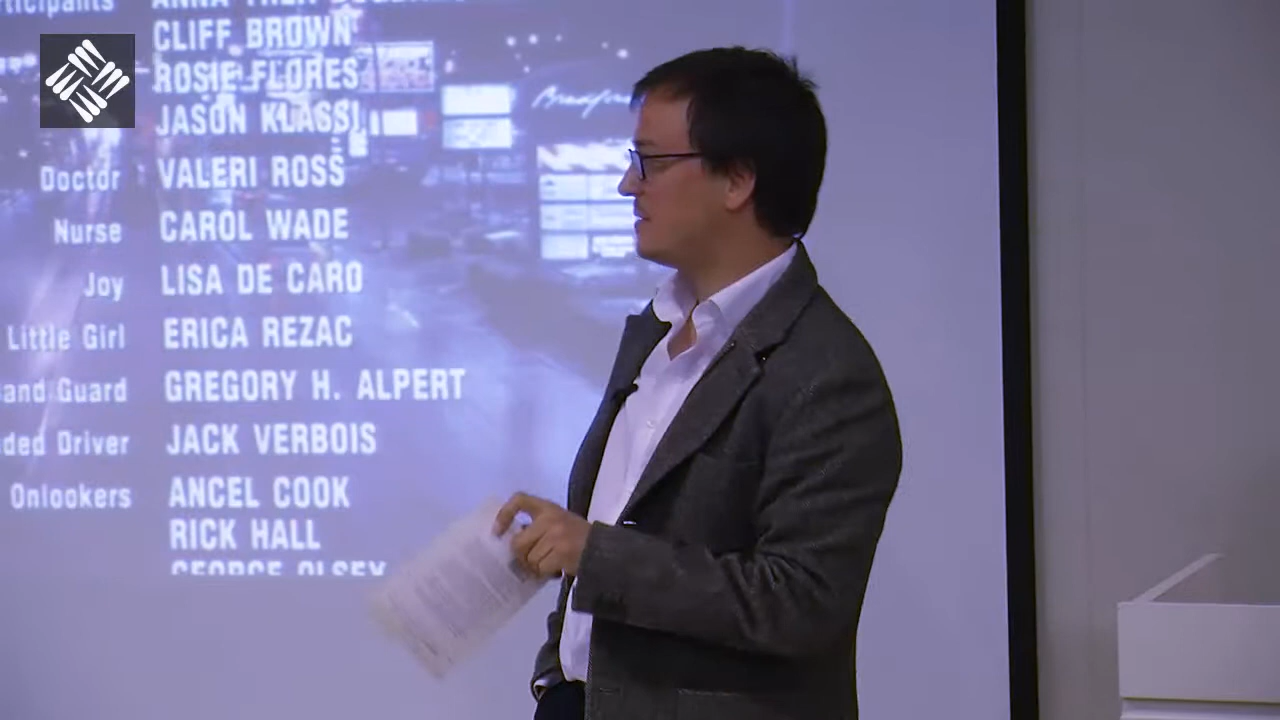 CLIFF BROWN
ROSIE FLORES
JASON KLASSI
Doctor VALERI ROSS
Nurse CAROL WADE
Joy LISA DE CARO
Little Girl ERICA REZAC
Guard GREGORY H. ALPERT
Driver JACK VERBOIS
Onlookers ANCEL COOK
RICK HALL